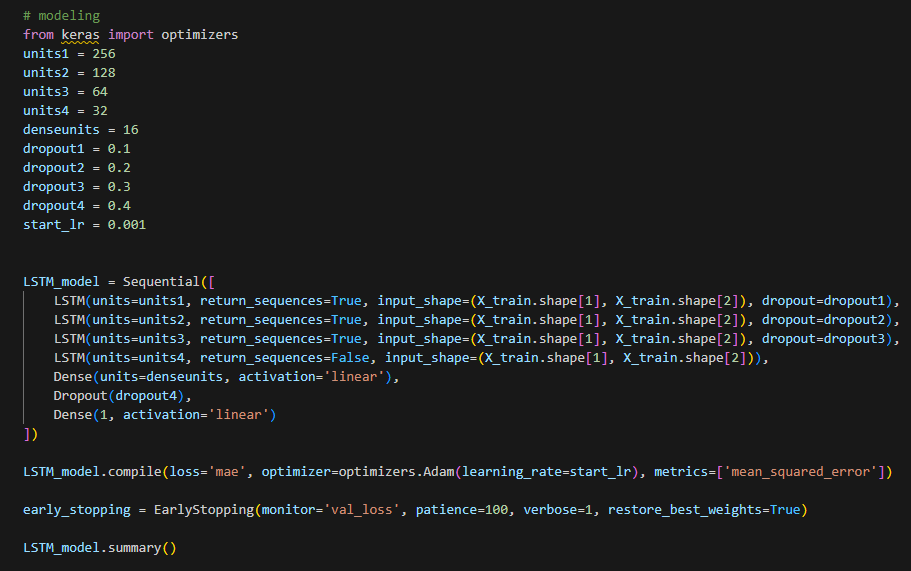 # modeling
from keras import optimizers
units1 = 256
units2 = 128
units3 = 64
units4 = 32
denseunits = 16
dropout1 = 0.1
dropout2 = 0.2
dropout3 = 0.3
dropout4 = 0.4
start_lr = 0.001
LSTM_model = Sequential([
    LSTM(units=units1, return_sequences=True, input_shape=(X_train.shape[1], X_train.shape[2]), dropout=dropout1),
    LSTM(units=units2, return_sequences=True, input_shape=(X_train.shape[1], X_train.shape[2]), dropout=dropout2),
    LSTM(units=units3, return_sequences=True, input_shape=(X_train.shape[1], X_train.shape[2]), dropout=dropout3),
    LSTM(units=units4, return_sequences=False, input_shape=(X_train.shape[1], X_train.shape[2])),
    Dense(units=denseunits, activation='linear'),
    Dropout(dropout4),
    Dense(1, activation='linear')
])
LSTM_model.compile(loss='mae', optimizer=optimizers.Adam(learning_rate=start_lr), metrics=['mean_squared_error'])
early_stopping = EarlyStopping(monitor='val_loss', patience=100, verbose=1, restore_best_weights=True)
LSTM_model.summary()